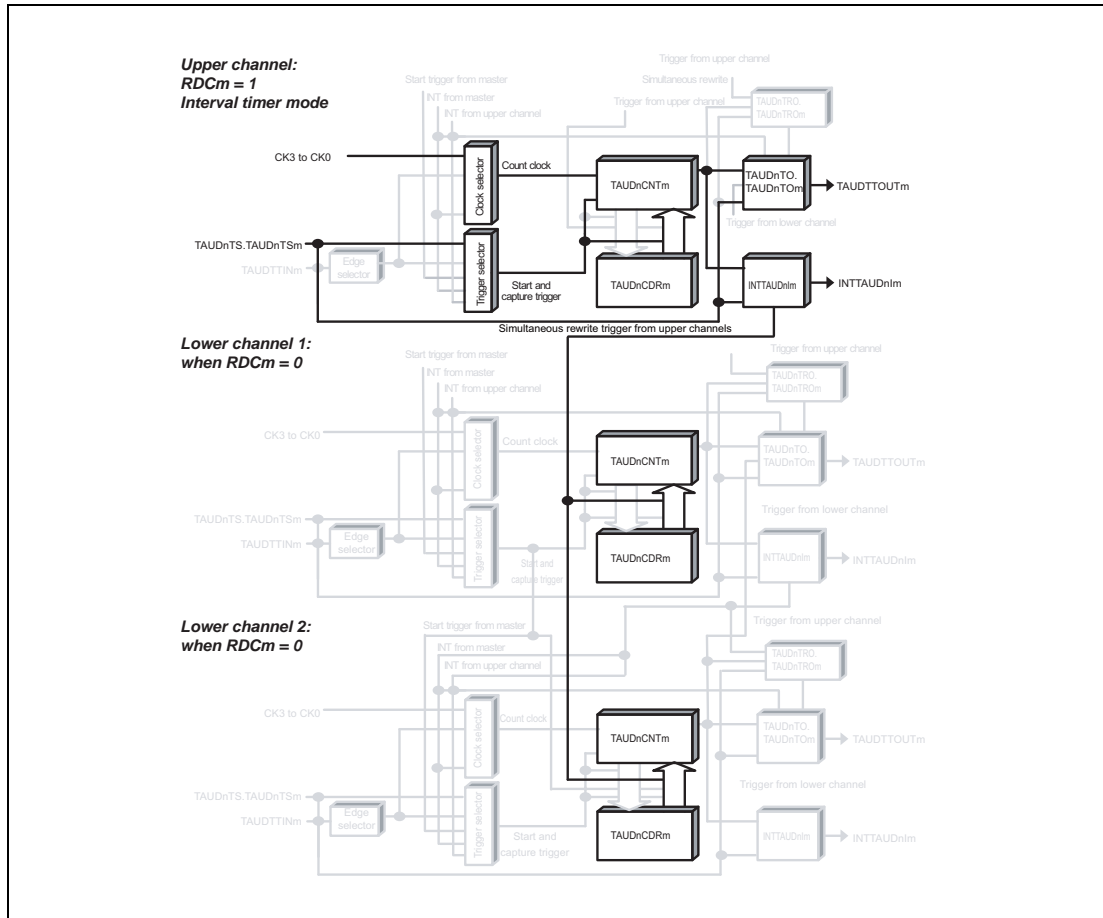 Upper channel:
RDCm = 1
Interval timer mode
Trigger from upper channel
Start trigger from master
Simultaneous rewrite
INT from master
Trigger from upper channel
TAUDnTRO.
TAUDnTROm
INT from upper channel
CK3 to CK0
Clock selector
Count clock
TAUDnCNTm
TAUDnTO.
TAUDnTOm
TAUDTTOUTm
Trigger from lower channel
TAUDnTS.TAUDnTSm
TAUDTTINm
Edge
selector
Trigger selector
Start and
capture trigger
TAUDnCDRm
INTTAUDnIm
INTTAUDnIm
Simultaneous rewrite trigger from upper channels
Lower channel 1:
when RDCm = 0
Start trigger from master
INT from master
INT from upper channel
Trigger from upper channel
TAUDnTRO.
TAUDnTROm
CK3 to CK0
Clock selector
Count clock
TAUDnCNTm
TAUDnTO.
TAUDnTOm
TAUDTTOUTm
Trigger from lower channel
TAUDnTS.TAUDnTSm
TAUDTTINm
Edge
selector
Trigger selector
Start and
capture trigger
TAUDnCDRm
INTTAUDnIm
INTTAUDnIm
Lower channel 2:
when RDCm = 0
Start trigger from master
INT from master
INT from upper channel
Trigger from upper channel
TAUDnTRO.
TAUDnTROm
CK3 to CK0
Clock selector
Count clock
TAUDnCNTm
TAUDnTO.
TAUDnTOm
TAUDTTOUTm
Trigger from lower channel
TAUDnTS.TAUDnTSm
TAUDTTINm
Edge
selector
Trigger selector
Start and
capture trigger
TAUDnCDRm
INTTAUDnIm
INTTAUDnIm